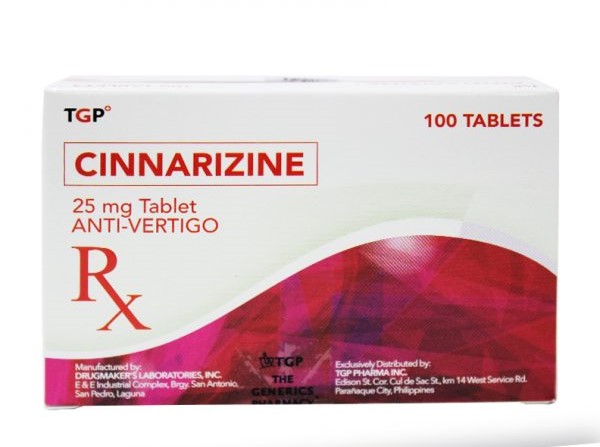 TGP
100 TABLETS
CINNARIZINE
25 mg Tablet
ANTI-VERTIGO
Rx
Manufactured by:
DRUGMAKER'S LABORATORIES, INC.
E & E Industrial Complex, Brgy. San Antonio,
San Pedro, Laguna
TGP
THE
GENERICS
PHARMACY
Exclusively Distributed by:
TGP PHARMA INC.
Edison St. Cor. Cul de Sac St., km 14 West Service Rd.
Parañaque City, Philippines